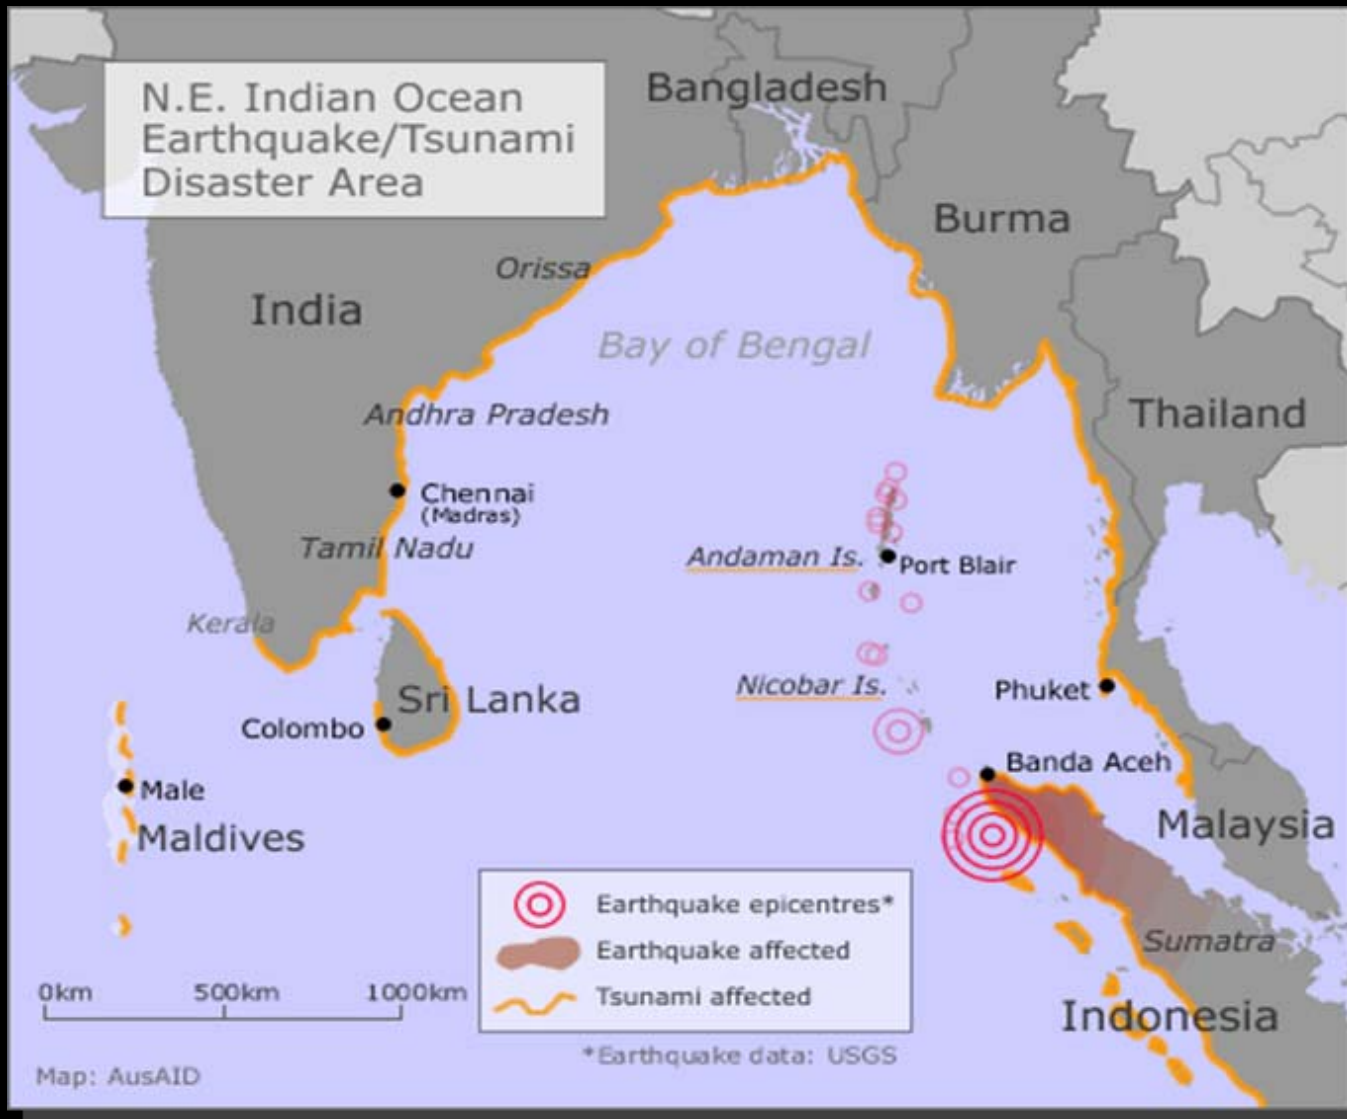 N.E. Indian Ocean
Earthquake/Tsunami
Disaster Area
Bangladesh
Burma
Orissa
India
Bay of Bengal
Thailand
Andhra Pradesh
Chennai
(Madras)
Tamil Nadu
Andaman Is.
Port Blair
Kerala
Nicobar Is.
Phuket
Sri Lanka
Colombo
Banda Aceh
Male
Maldives
Malaysia
Earthquake epicentres*
Earthquake affected
Sumatra
Tsunami affected
0km 500km 1000km
Indonesia
*Earthquake data: USGS
Map: AusAID